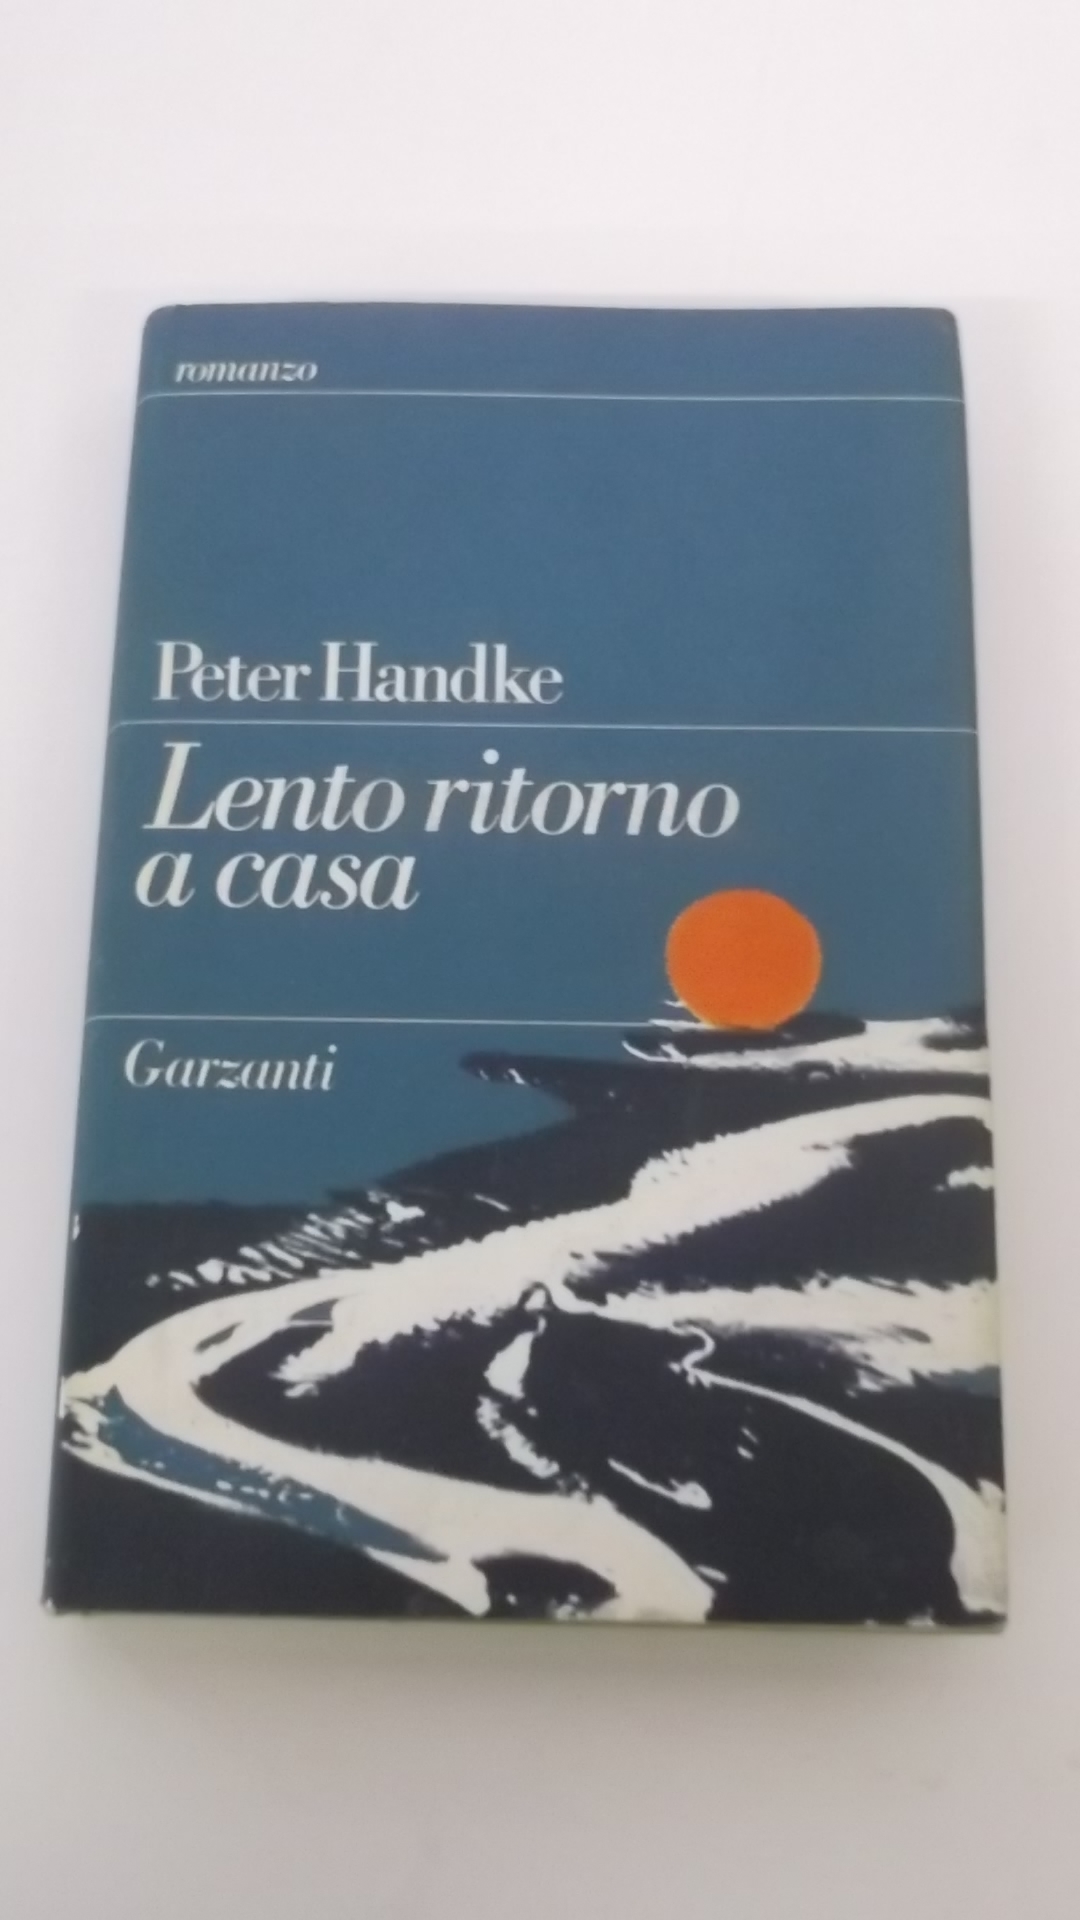 romanzo
Peter Handke
Lento ritorno
a casa
Garzanti